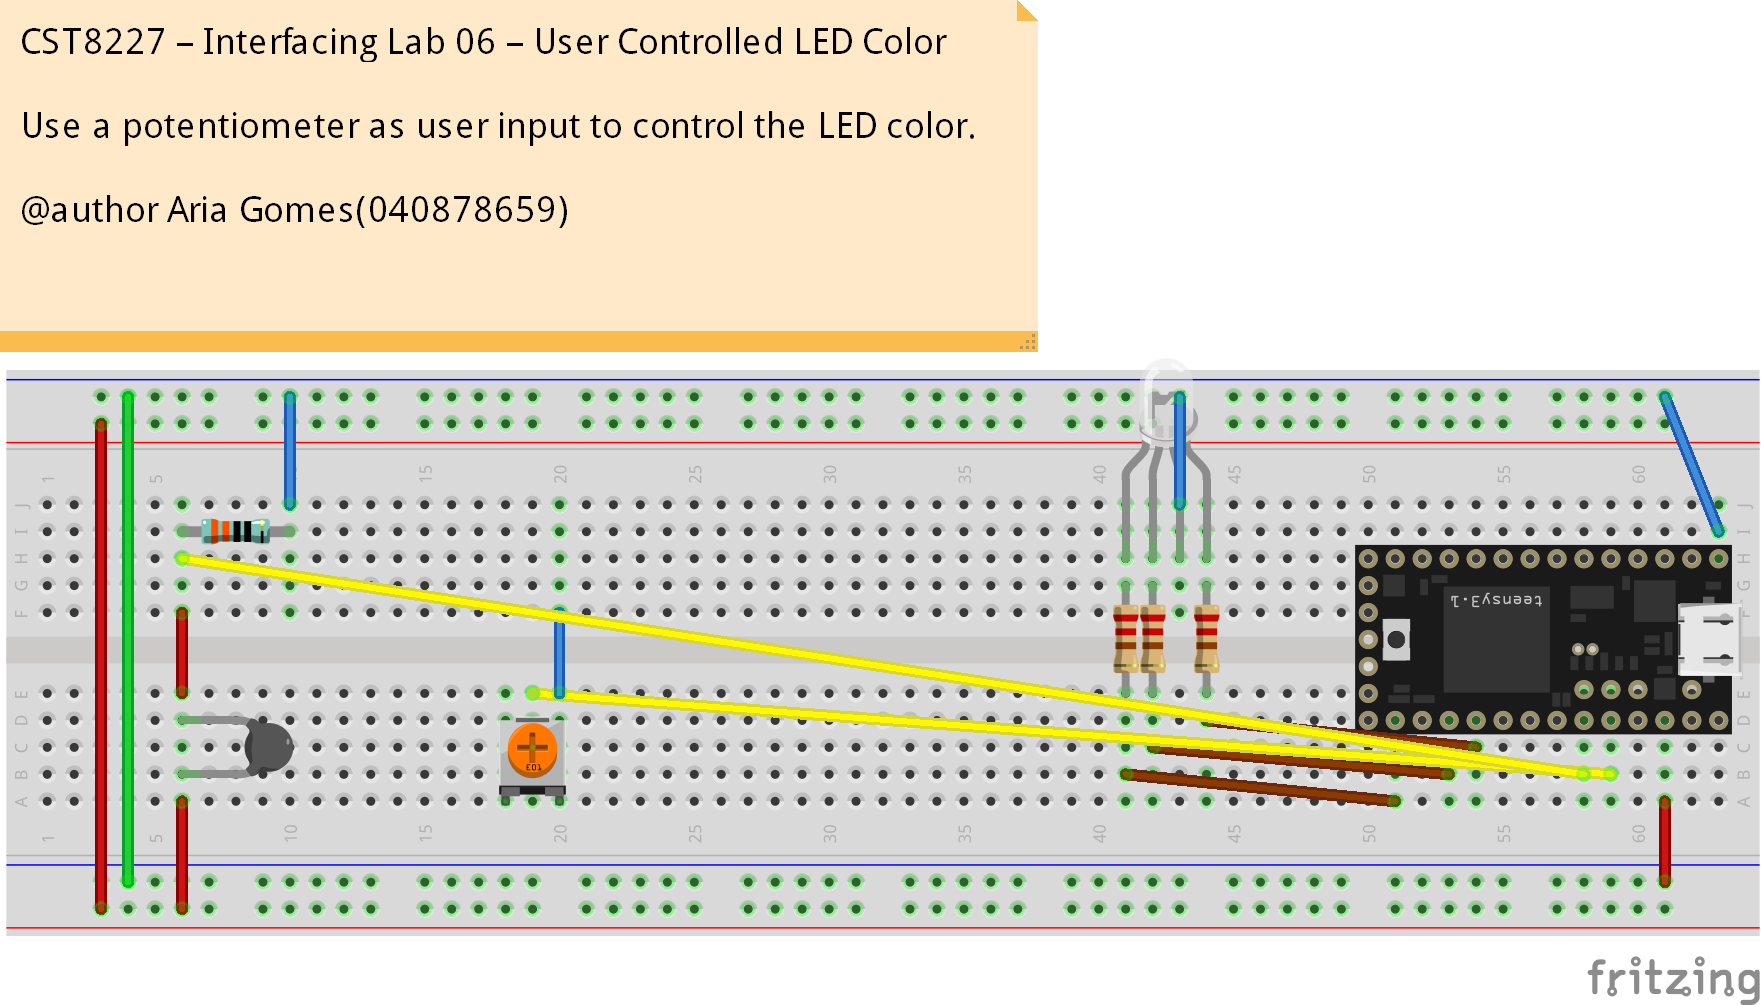 CST8227 – Interfacing Lab 06 – User Controlled LED Color
Use a potentiometer as user input to control the LED color.
@author Aria Gomes(040878659)
1 5 10 15 20 25 30 35 40 45 50 55 60
J J
I I
H H
G G
F F
teensy3.1
E E
D D
C C
103
B B
A A
1 5 10 15 20 25 30 35 40 45 50 55 60
fritzing